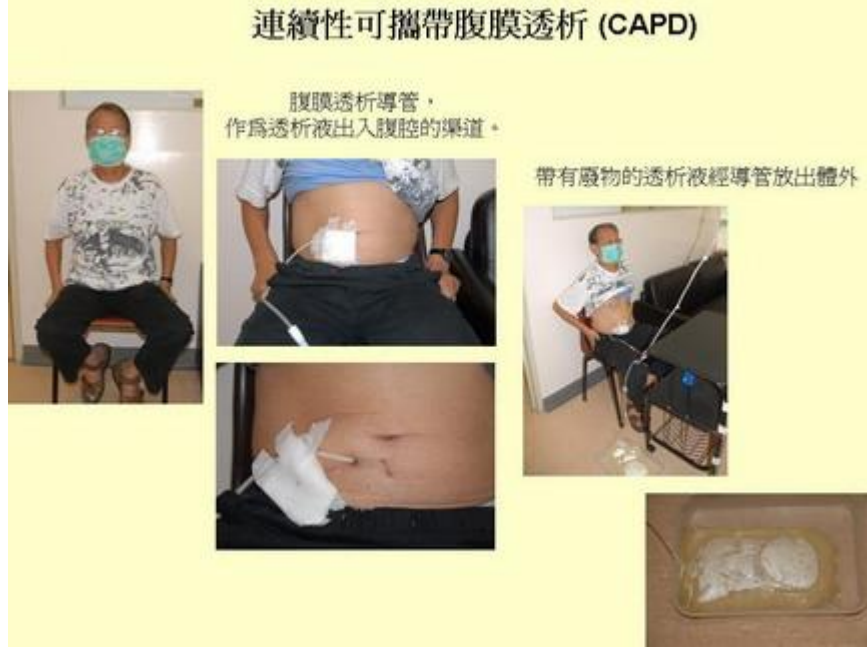 連續性可攜帶腹膜透析 (CAPD)
腹膜透析導管，
作為透析液出入腹腔的渠道。
帶有廢物的透析液經導管放出體外